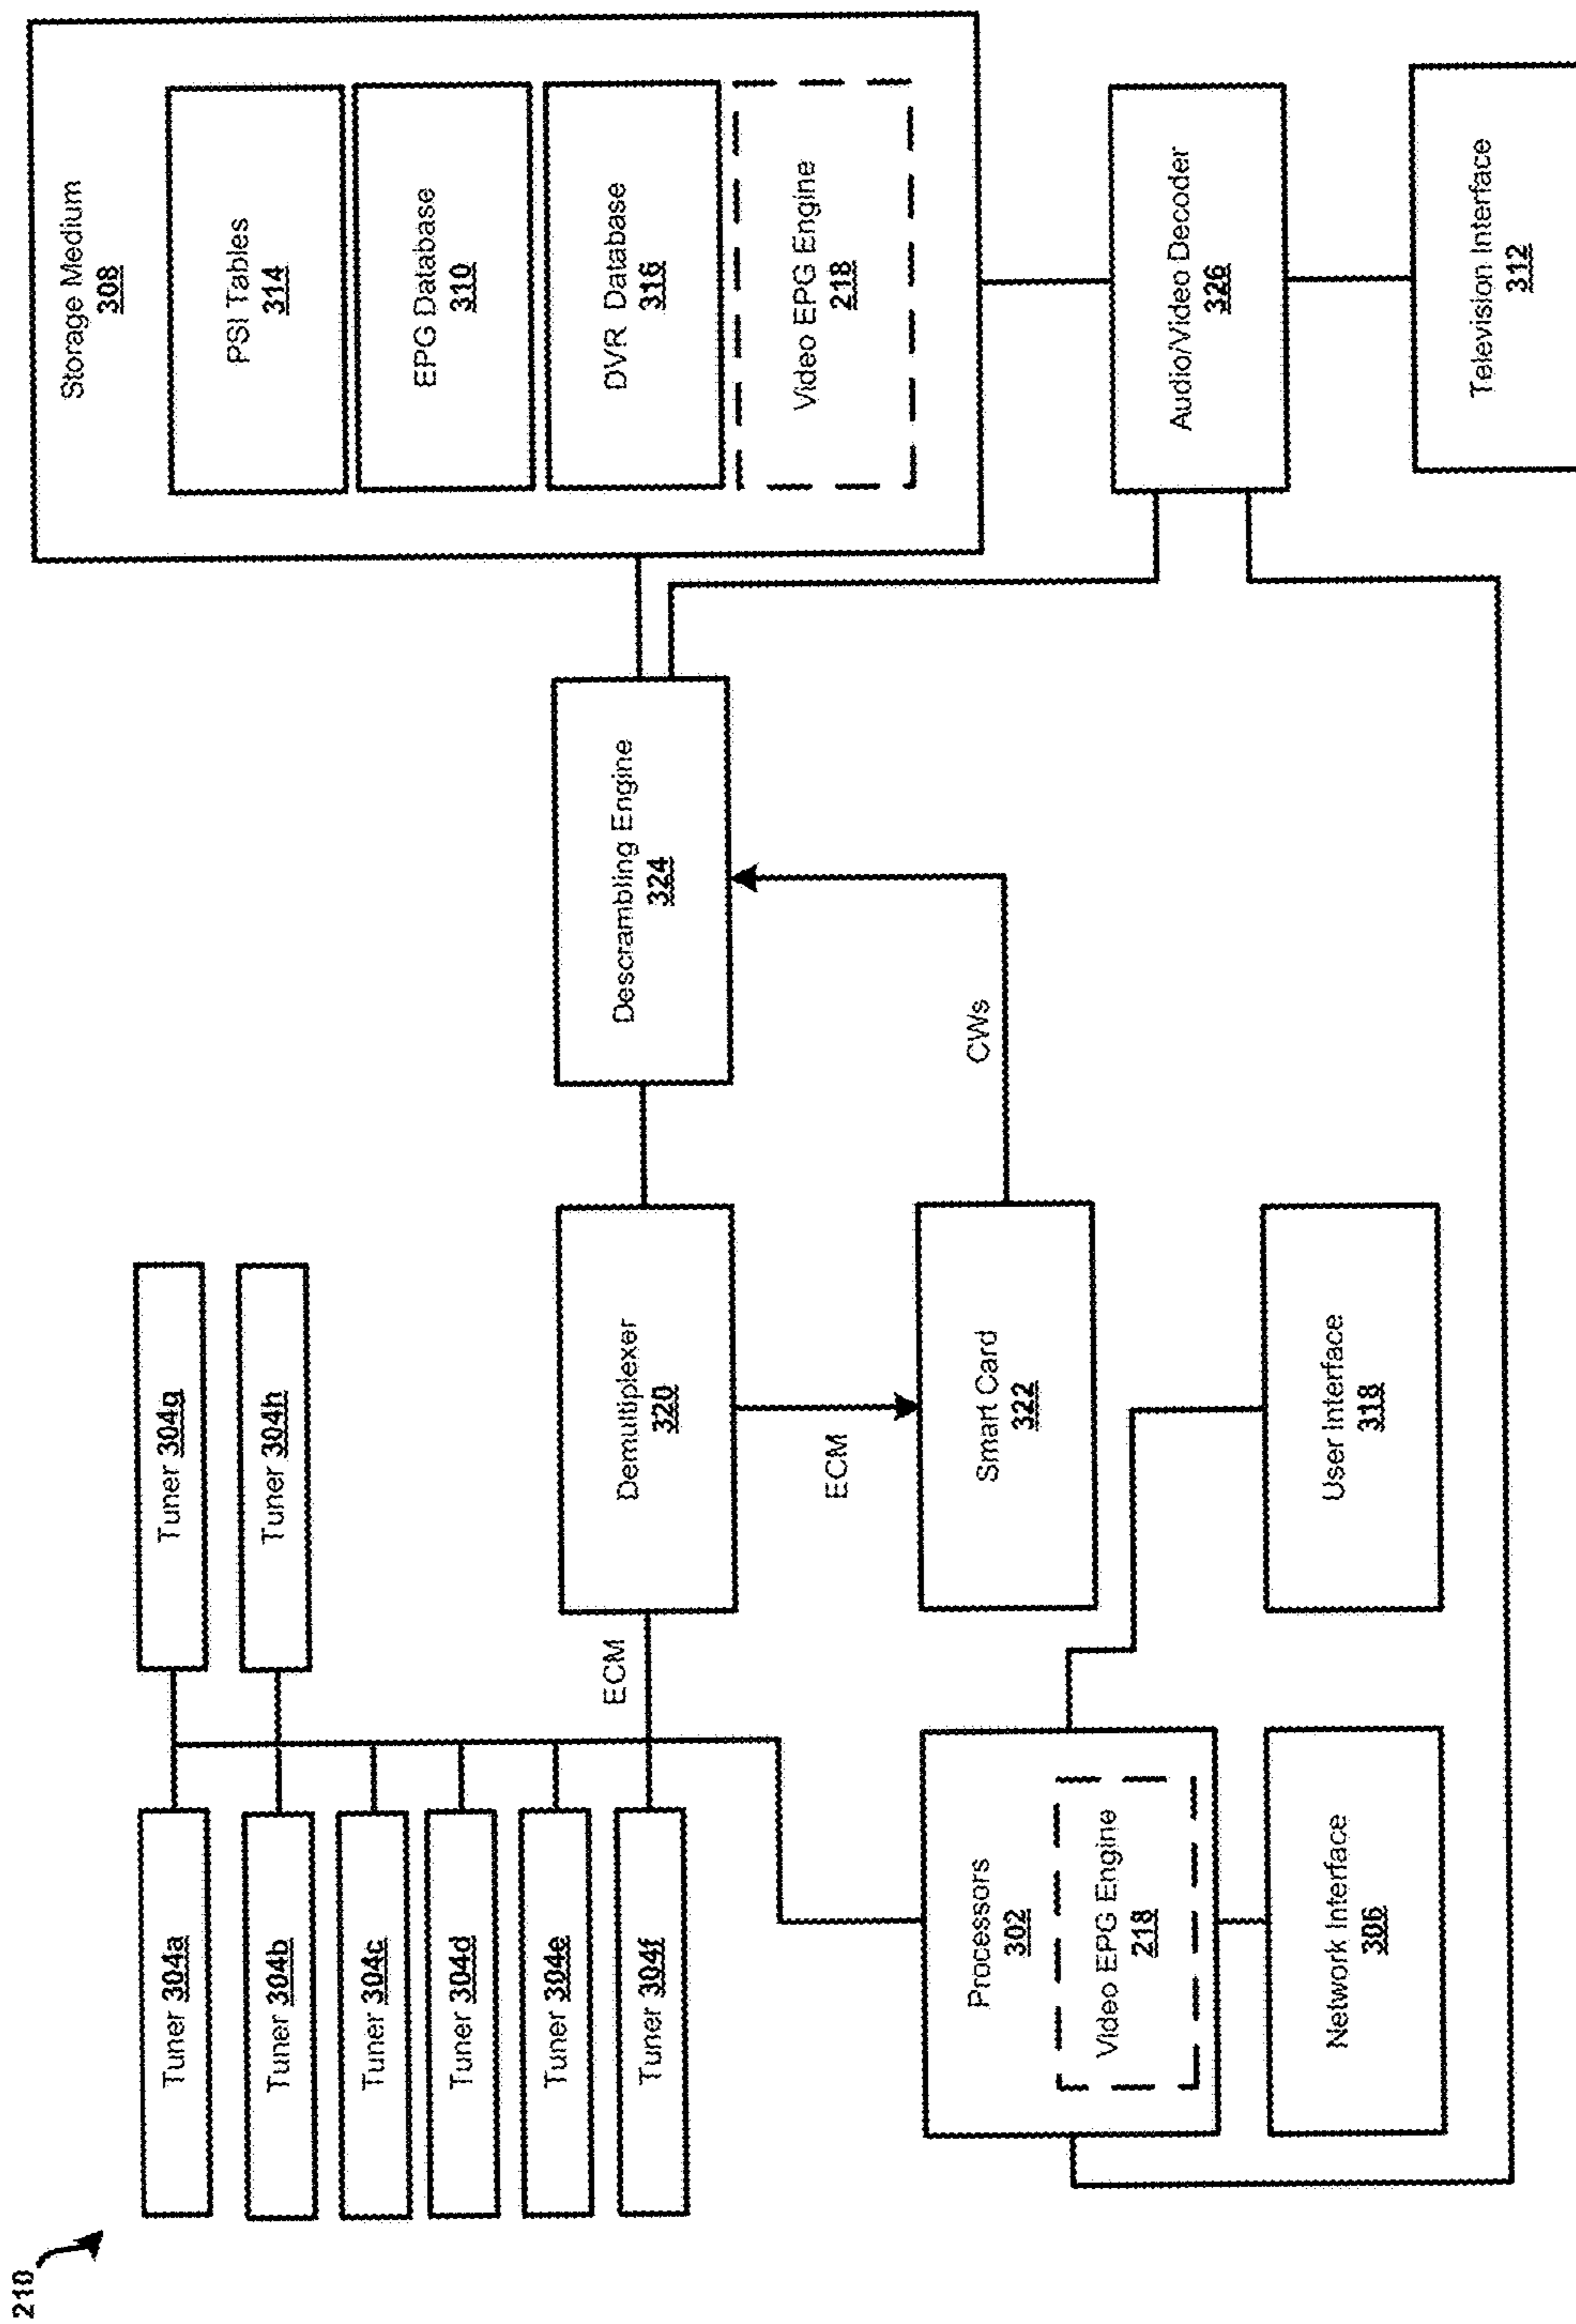 210
Tuner 304a
Tuner 304b
Tuner 304c
Tuner 304d
Tuner 304e
Tuner 304f
Tuner 304g
Tuner 304h
ECM
Demultiplexer
320
ECM
Smart Card
322
CWs
Descrambling Engine
324
Processors
302
Video EPG Engine
218
Network Interface
306
User Interface
318
Storage Medium
308
PSI Tables
314
EPG Database
310
DVR Database
316
Video EPG Engine
218
Audio/Video Decoder
326
Television Interface
312